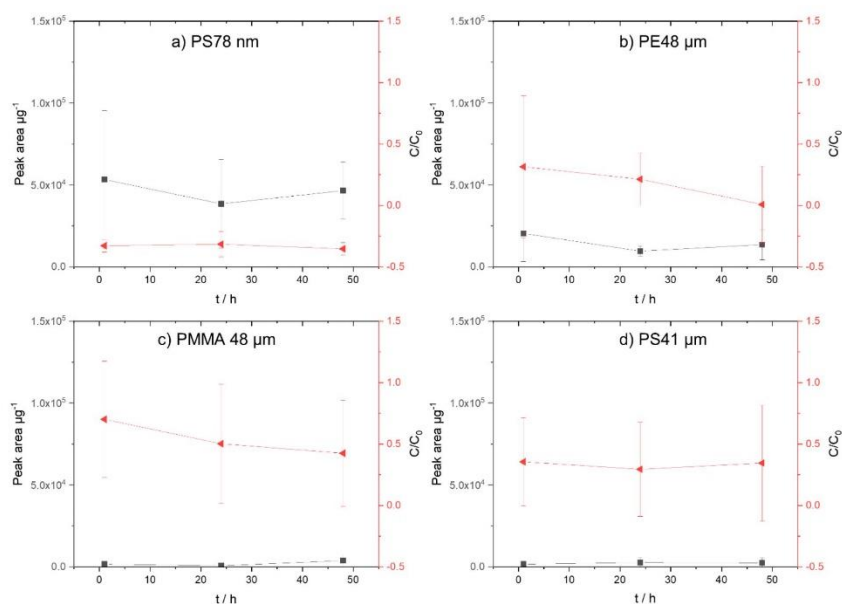 a) PS78 nm
1.5x10⁵
1.0x10⁵
5.0x10⁴
0.0
Peak area µg⁻¹
0 10 20 30 40 50
t / h
1.5
1.0
0.5
0.0
-0.5
C/C₀
b) PE48 µm
1.5x10⁵
1.0x10⁵
5.0x10⁴
0.0
Peak area µg⁻¹
0 10 20 30 40 50
t / h
1.5
1.0
0.5
0.0
-0.5
C/C₀
c) PMMA 48 µm
1.5x10⁵
1.0x10⁵
5.0x10⁴
0.0
Peak area µg⁻¹
0 10 20 30 40 50
t / h
1.5
1.0
0.5
0.0
-0.5
C/C₀
d) PS41 µm
1.5x10⁵
1.0x10⁵
5.0x10⁴
0.0
Peak area µg⁻¹
0 10 20 30 40 50
t / h
1.5
1.0
0.5
0.0
-0.5
C/C₀